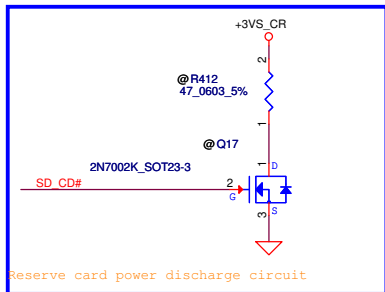 +3VS_CR
2
@R412
47_0603_5%
1
@Q17
1
D
2N7002K_SOT23-3
SD_CD#
2
G
S
3
Reserve card power discharge circuit